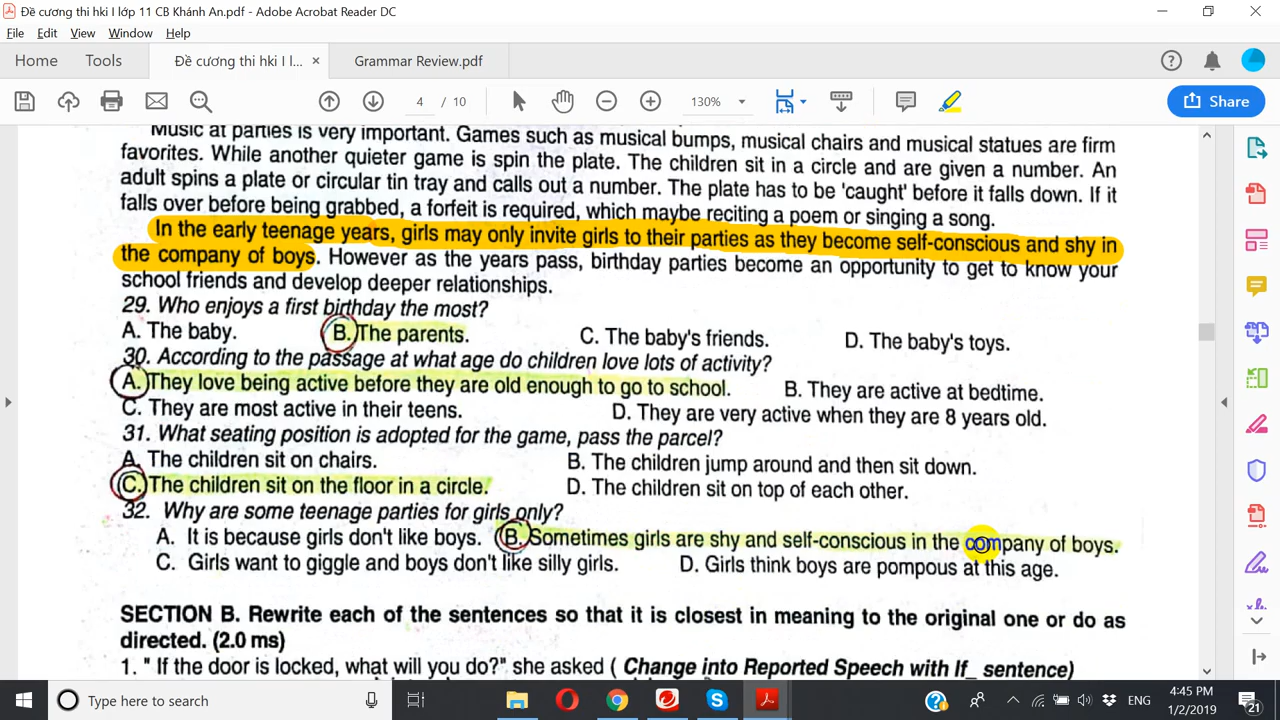 Đề cương thi hki I lớp 11 CB Khánh An.pdf - Adobe Acrobat Reader DC
File Edit View Window Help
Home Tools Đề cương thi hki I l... × Grammar Review.pdf
4 / 10 130% Share
Music at parties is very important. Games such as musical bumps, musical chairs and musical statues are firm
favorites. While another quieter game is spin the plate. The children sit in a circle and are given a number. An
adult spins a plate or circular tin tray and calls out a number. The plate has to be 'caught' before it falls down. If it
falls over before being grabbed, a forfeit is required, which maybe reciting a poem or singing a song.
In the early teenage years, girls may only invite girls to their parties as they become self-conscious and shy in
the company of boys. However as the years pass, birthday parties become an opportunity to get to know your
school friends and develop deeper relationships.
29. Who enjoys a first birthday the most?
A. The baby. B. The parents. C. The baby's friends. D. The baby's toys.
30. According to the passage at what age do children love lots of activity?
A. They love being active before they are old enough to go to school. B. They are active at bedtime.
C. They are most active in their teens. D. They are very active when they are 8 years old.
31. What seating position is adopted for the game, pass the parcel?
A. The children sit on chairs. B. The children jump around and then sit down.
C. The children sit on the floor in a circle. D. The children sit on top of each other.
32. Why are some teenage parties for girls only?
A. It is because girls don't like boys. B. Sometimes girls are shy and self-conscious in the company of boys.
C. Girls want to giggle and boys don't like silly girls. D. Girls think boys are pompous at this age.
SECTION B. Rewrite each of the sentences so that it is closest in meaning to the original one or do as
directed. (2.0 ms)
1. " If the door is locked, what will you do?" she asked ( Change into Reported Speech with If_ sentence)
Type here to search
ENG
4:45 PM
1/2/2019
21